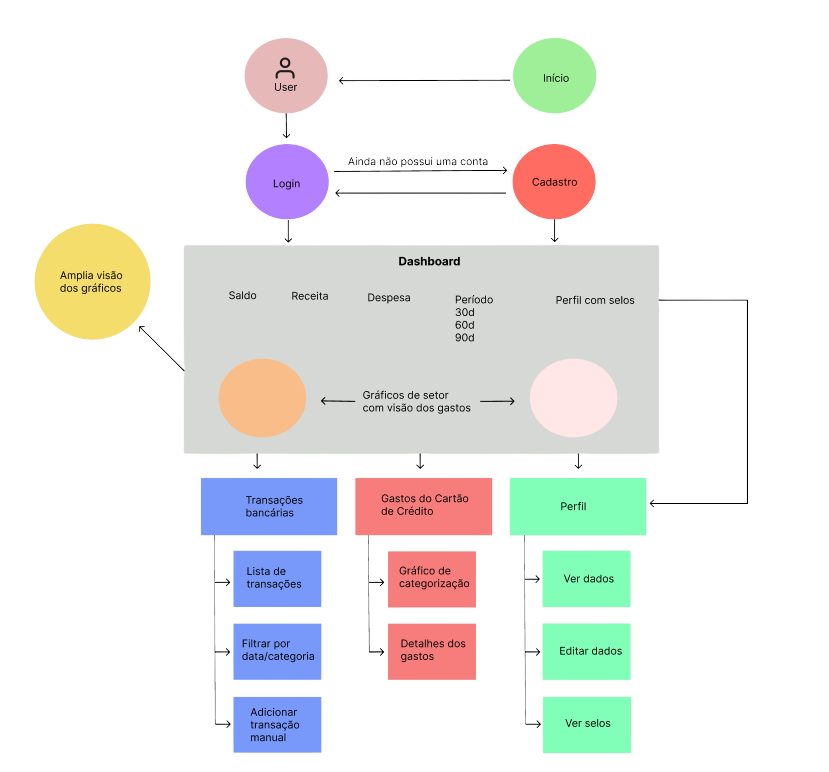 User
Início
Login
Ainda não possui uma conta
Cadastro
Amplia visão
dos gráficos
Dashboard
Saldo
Receita
Despesa
Período
30d
60d
90d
Perfil com selos
Gráficos de setor
com visão dos gastos
Transações
bancárias
Gastos do Cartão
de Crédito
Perfil
Lista de
transações
Filtrar por
data/categoria
Adicionar
transação
manual
Gráfico de
categorização
Detalhes dos
gastos
Ver dados
Editar dados
Ver selos